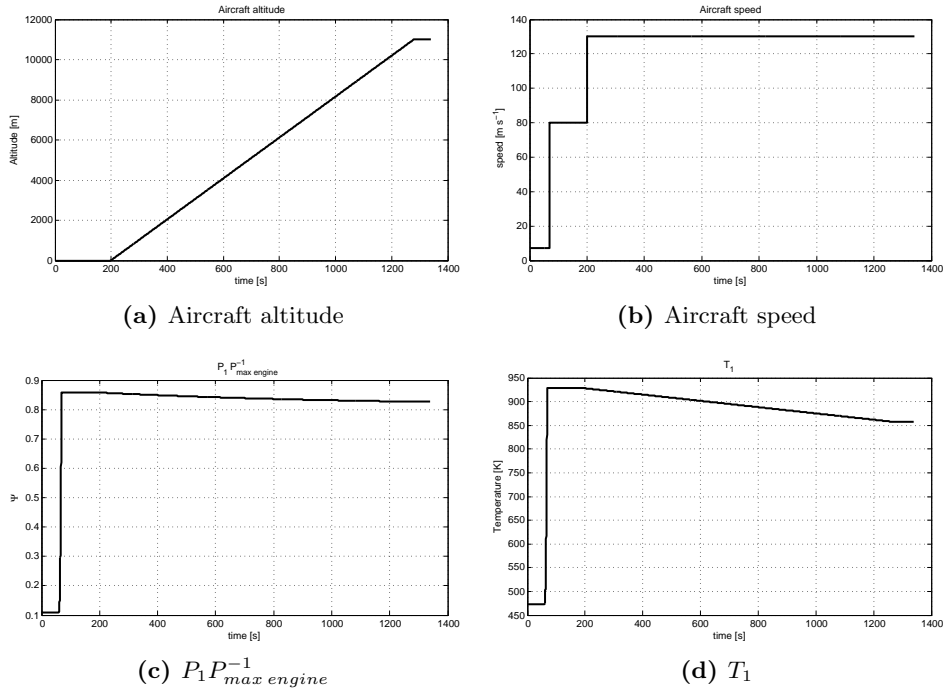 Aircraft altitude
12000
10000
8000
6000
4000
2000
0
Altitude [m]
0 200 400 600 800 1000 1200 1400
time [s]
(a) Aircraft altitude
Aircraft speed
140
120
100
80
60
40
20
0
speed [m s⁻¹]
0 200 400 600 800 1000 1200 1400
time [s]
(b) Aircraft speed
P₁ P⁻¹ max engine
0.9
0.8
0.7
0.6
0.5
0.4
0.3
0.2
0.1
Ψ
0 200 400 600 800 1000 1200 1400
time [s]
(c) P₁P⁻¹ max engine
T₁
950
900
850
800
750
700
650
600
550
500
450
Temperature [K]
0 200 400 600 800 1000 1200 1400
time [s]
(d) T₁